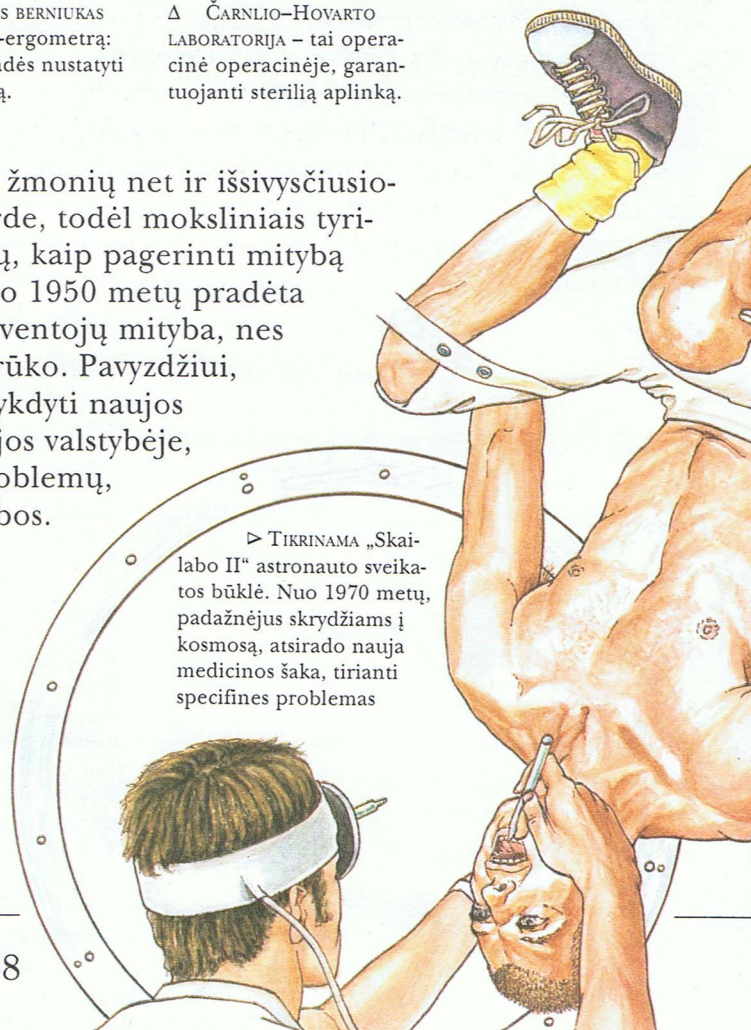 S BERNIUKAS
-ergometrą:
dės nustatyti
ą.
Δ ČARNLIO–HOVARTO
LABORATORIJA – tai opera-
cinė operacinėje, garan-
tuojanti sterilią aplinką.
žmonių net ir išsivysčiusio-
rde, todėl moksliniais tyri-
ų, kaip pagerinti mitybą
o 1950 metų pradėta
ventojų mityba, nes
rūko. Pavyzdžiui,
ykdyti naujos
jos valstybėje,
oblemų,
bos.
▷ TIKRINAMA „Skai-
labo II“ astronauto sveika-
tos būklė. Nuo 1970 metų,
padažnėjus skrydžiams į
kosmosą, atsirado nauja
medicinos šaka, tirianti
specifines problemas
8